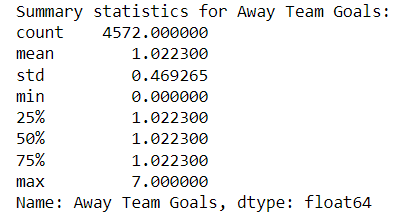 Summary statistics for Away Team Goals:
count    4572.000000
mean        1.022300
std         0.469265
min         0.000000
25%         1.022300
50%         1.022300
75%         1.022300
max         7.000000
Name: Away Team Goals, dtype: float64